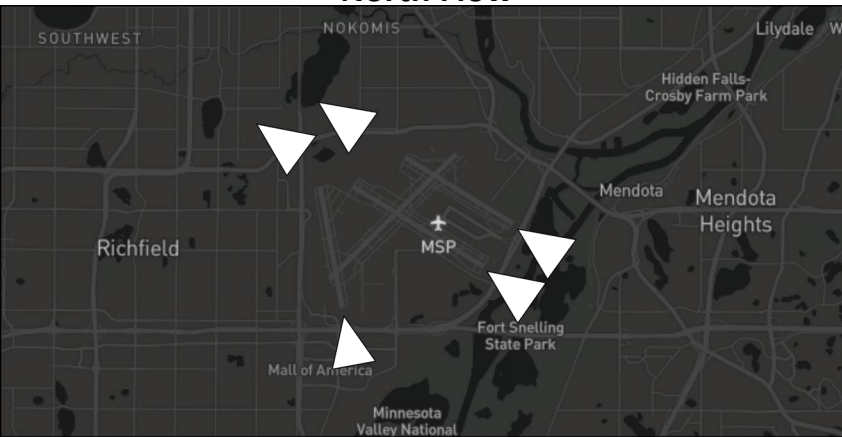 SOUTHWEST
NOKOMIS
Lilydale
W
Hidden Falls-
Crosby Farm Park
Mendota
Mendota
Heights
Richfield
MSP
Fort Snelling
State Park
Mall of America
Minnesota
Valley National